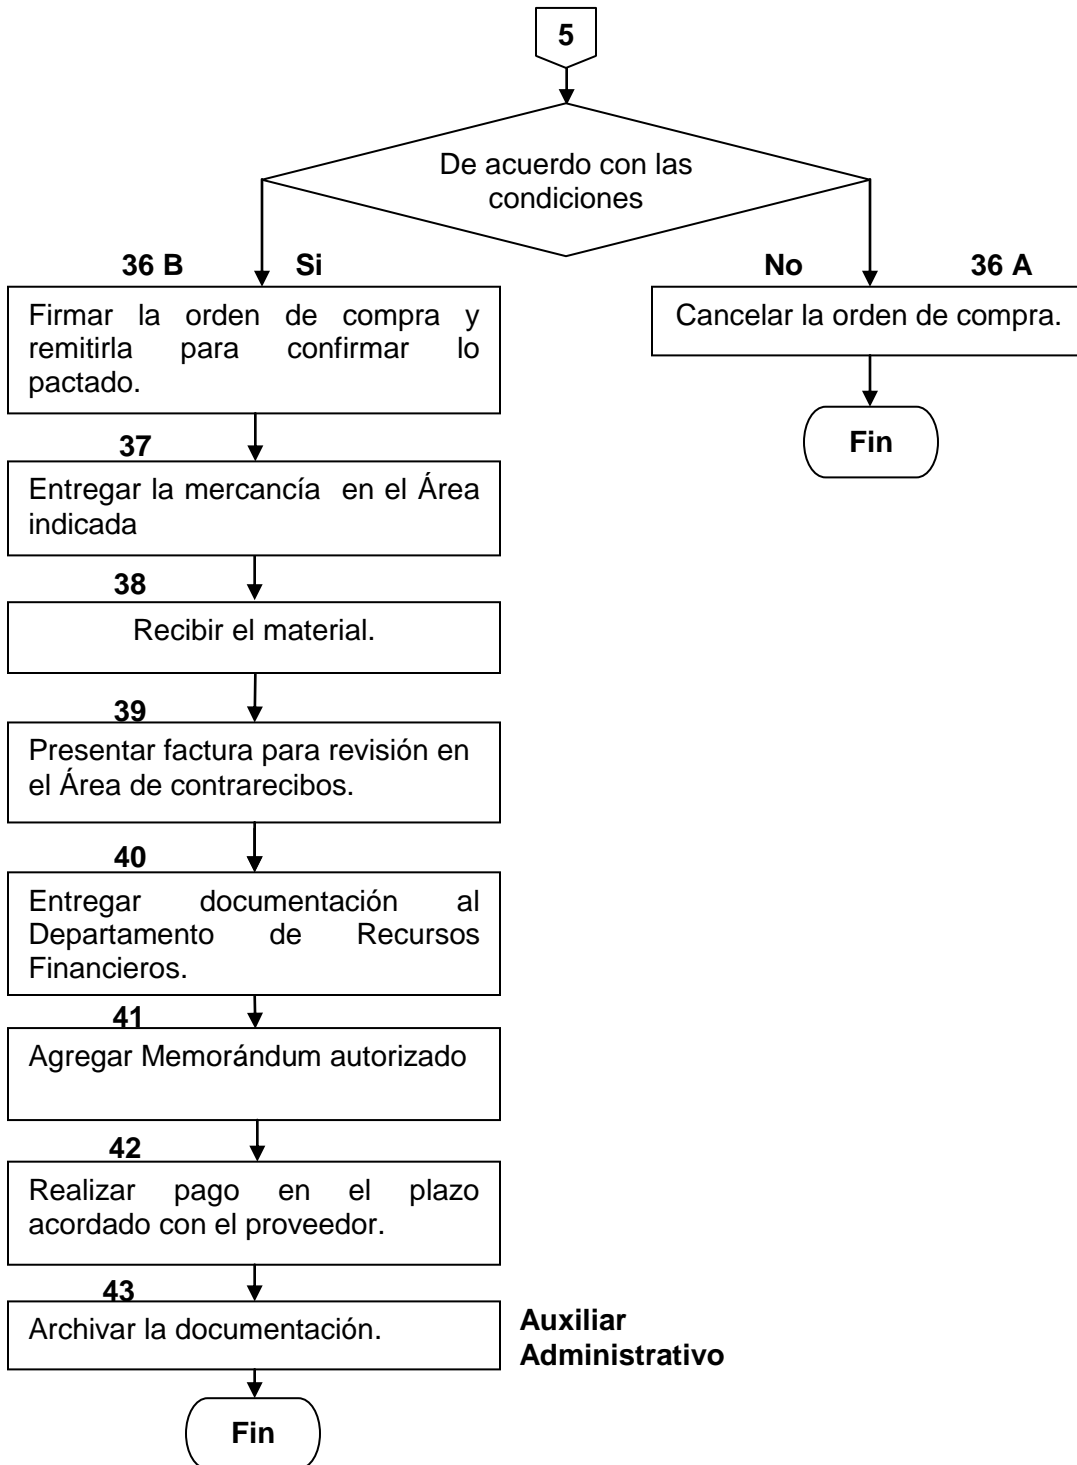 5
De acuerdo con las
condiciones
36 B Si
No 36 A
Firmar la orden de compra y
remitirla para confirmar lo
pactado.
Cancelar la orden de compra.
Fin
37
Entregar la mercancía en el Área
indicada
38
Recibir el material.
39
Presentar factura para revisión en
el Área de contrarecibos.
40
Entregar documentación al
Departamento de Recursos
Financieros.
41
Agregar Memorándum autorizado
42
Realizar pago en el plazo
acordado con el proveedor.
43
Archivar la documentación.
Auxiliar
Administrativo
Fin